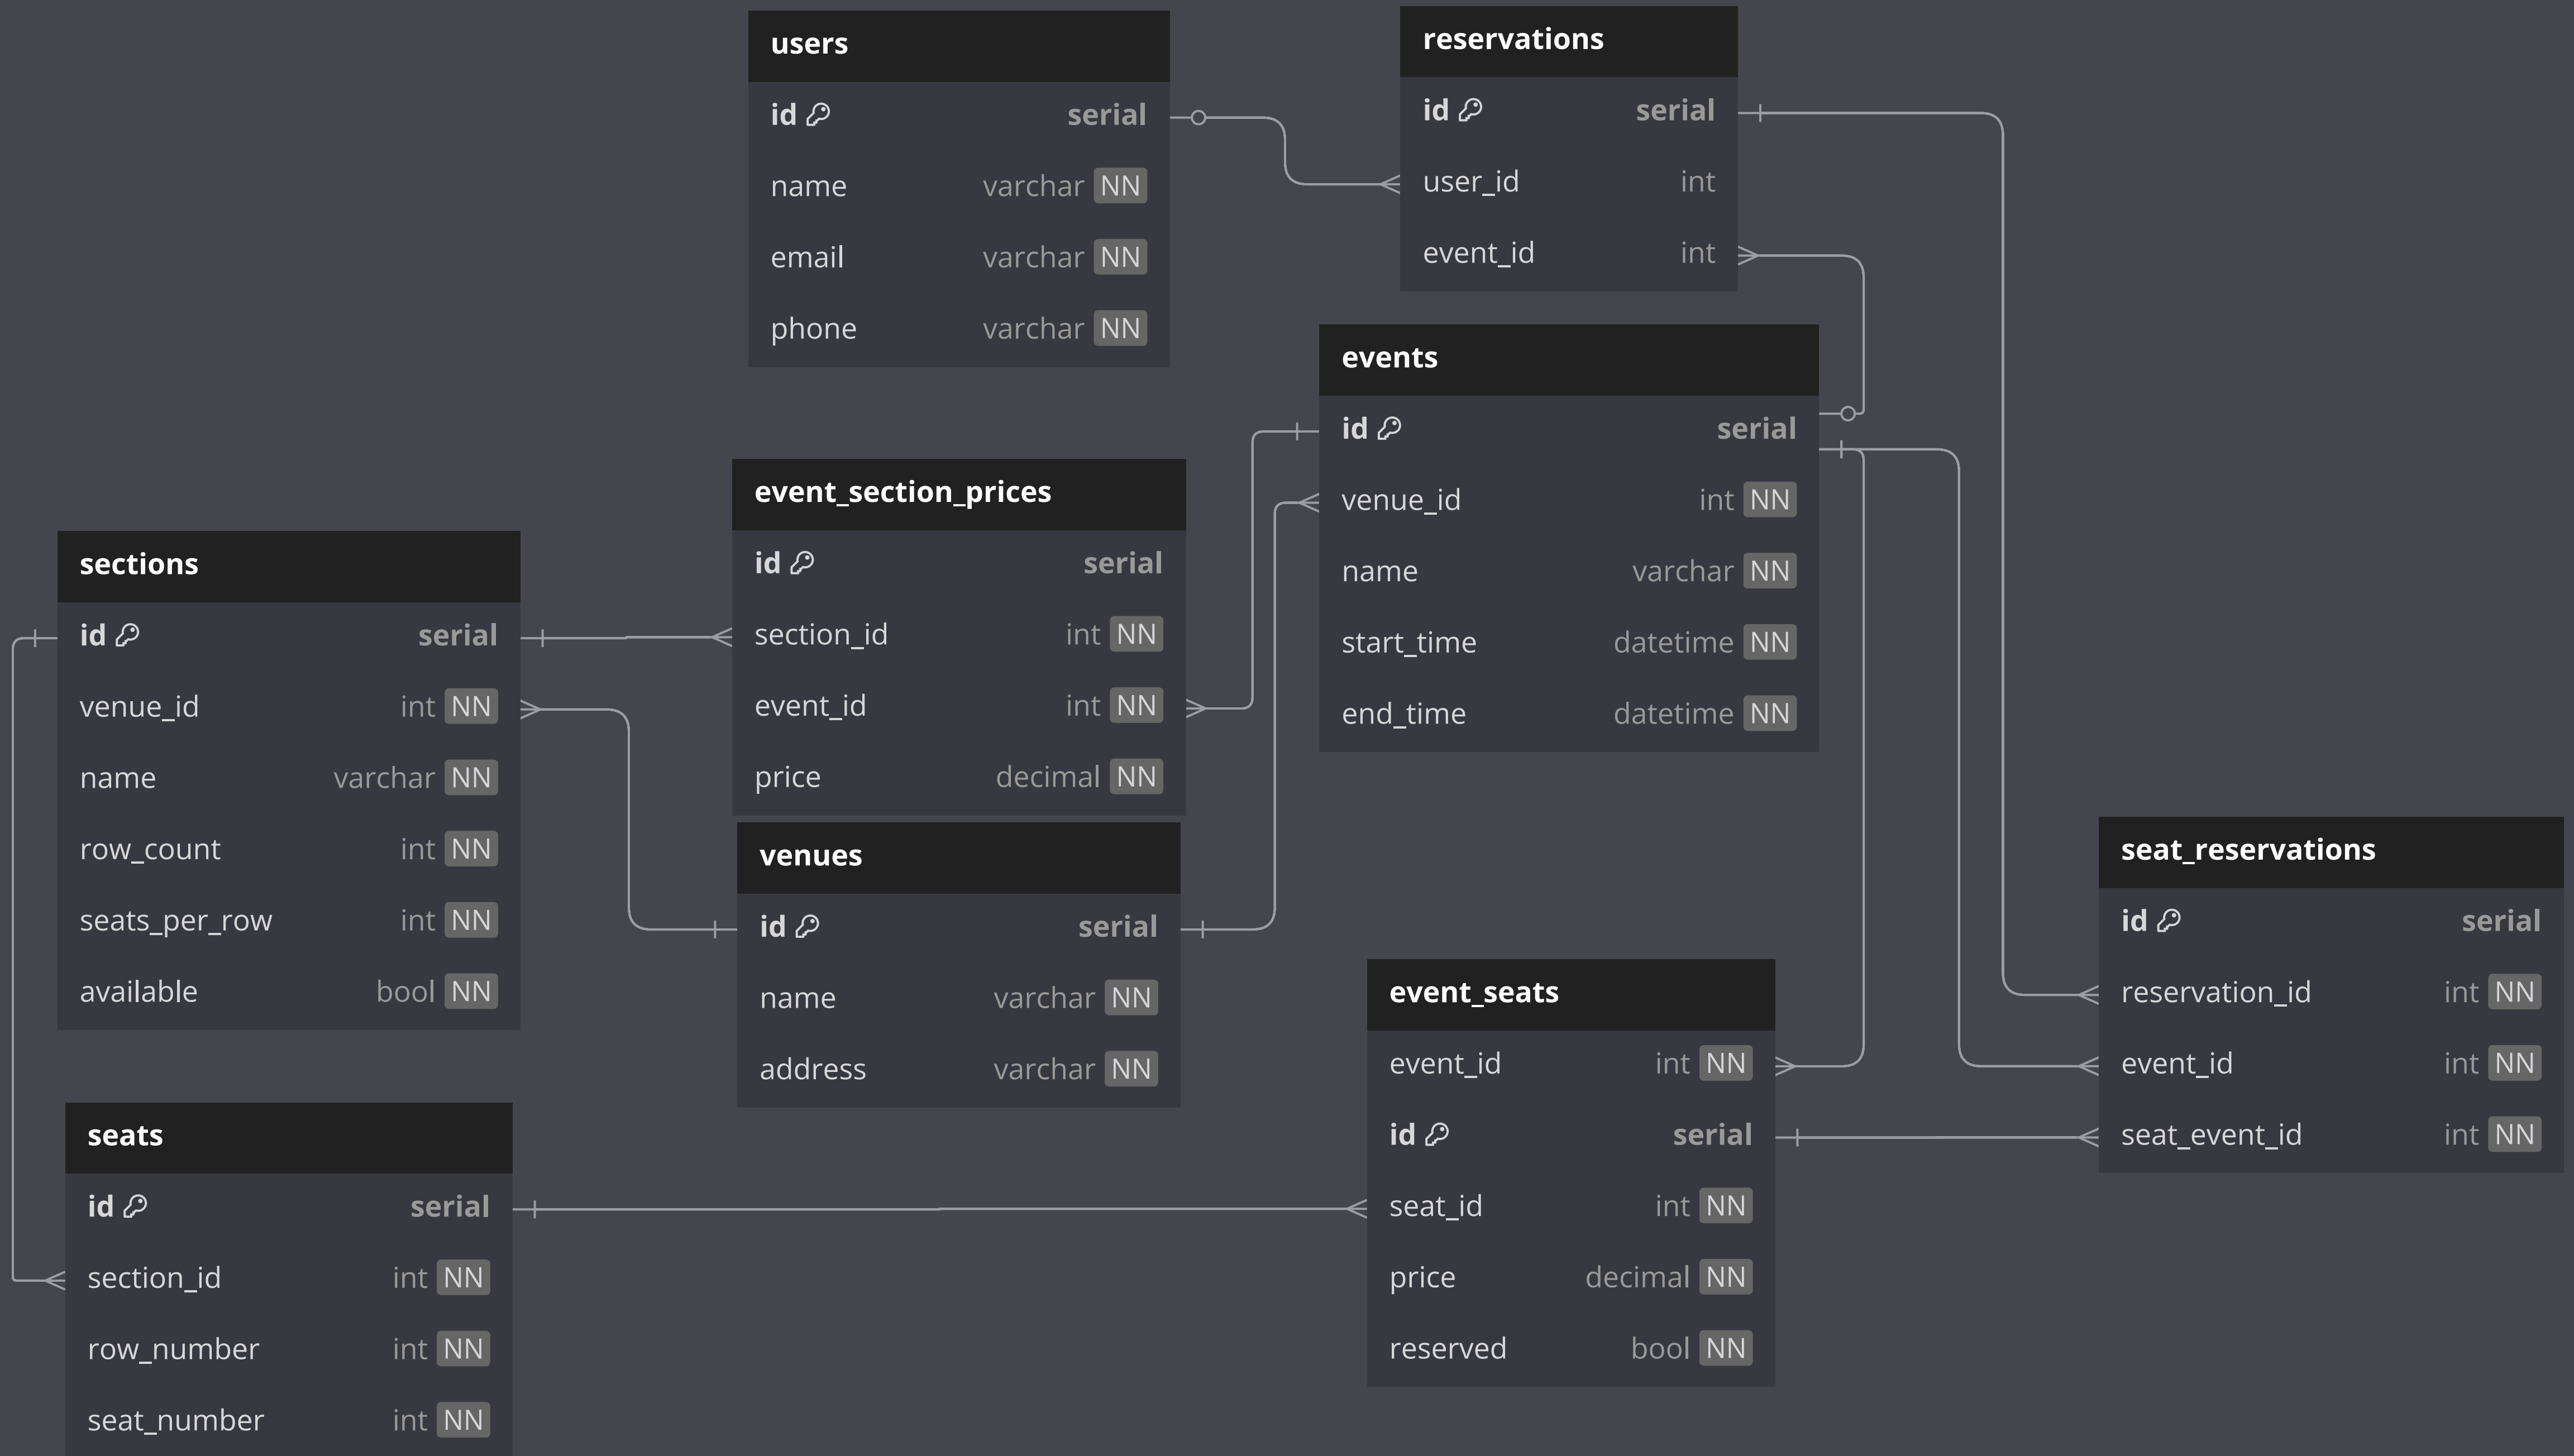 users
id serial
name varchar NN
email varchar NN
phone varchar NN
reservations
id serial
user_id int
event_id int
events
id serial
venue_id int NN
name varchar NN
start_time datetime NN
end_time datetime NN
event_section_prices
id serial
section_id int NN
event_id int NN
price decimal NN
sections
id serial
venue_id int NN
name varchar NN
row_count int NN
seats_per_row int NN
available bool NN
venues
id serial
name varchar NN
address varchar NN
seat_reservations
id serial
reservation_id int NN
event_id int NN
seat_event_id int NN
event_seats
event_id int NN
id serial
seat_id int NN
price decimal NN
reserved bool NN
seats
id serial
section_id int NN
row_number int NN
seat_number int NN